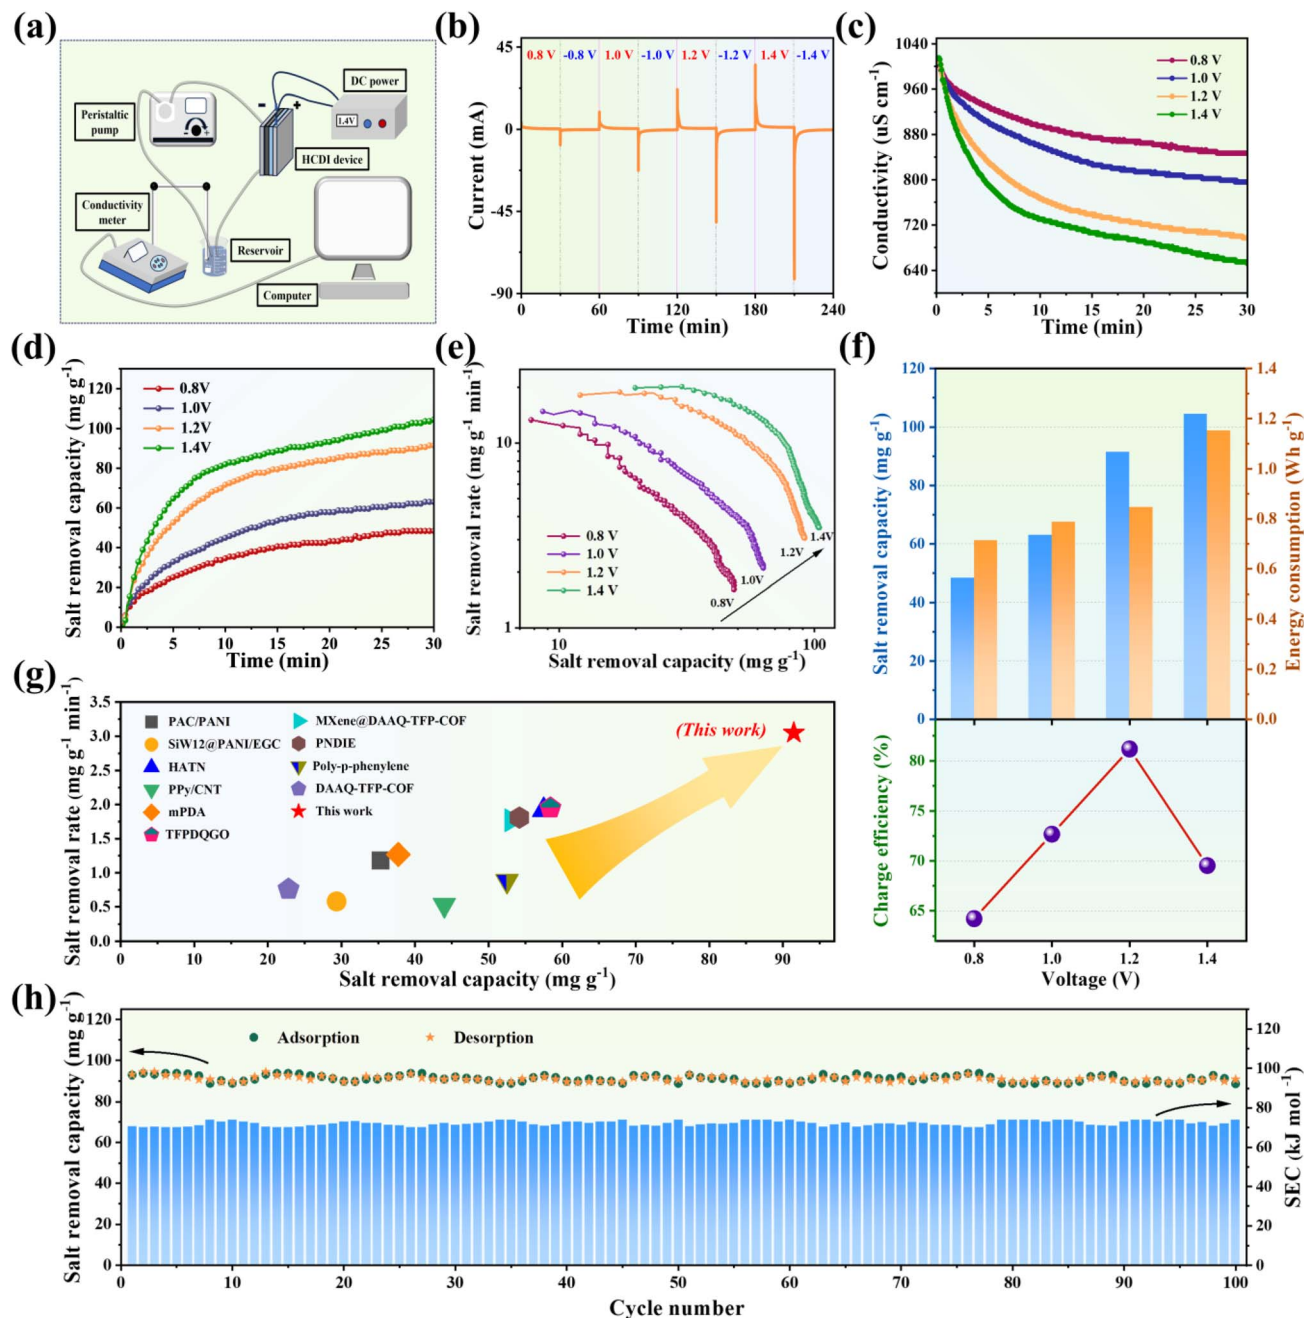 (a)
DC power
1.4V
Peristaltic
pump
- +
HCDI device
Conductivity
meter
Reservoir
Computer
(b)
Current (mA)
45
0
-45
-90
0.8 V -0.8 V 1.0 V -1.0 V 1.2 V -1.2 V 1.4 V -1.4 V
0 60 120 180 240
Time (min)
(c)
Conductivity (uS cm⁻¹)
1040
960
880
800
720
640
0.8 V
1.0 V
1.2 V
1.4 V
0 5 10 15 20 25 30
Time (min)
(d)
Salt removal capacity (mg g⁻¹)
120
100
80
60
40
20
0
0.8V
1.0V
1.2V
1.4V
0 5 10 15 20 25 30
Time (min)
(e)
Salt removal rate (mg g⁻¹ min⁻¹)
10
1
0.8 V
1.0 V
1.2 V
1.4 V
1.4V
1.2V
1.0V
0.8V
10 100
Salt removal capacity (mg g⁻¹)
(f)
Salt removal capacity (mg g⁻¹)
120
100
80
60
40
20
0
Energy consumption (Wh g⁻¹)
1.4
1.2
1.0
0.8
0.6
0.4
0.2
0.0
Charge efficiency (%)
80
75
70
65
0.8 1.0 1.2 1.4
Voltage (V)
(g)
Salt removal rate (mg g⁻¹ min⁻¹)
3.5
3.0
2.5
2.0
1.5
1.0
0.5
0.0
PAC/PANI
SiW12@PANI/EGC
HATN
PPy/CNT
mPDA
TFPDQGO
MXene@DAAQ-TFP-COF
PNDIE
Poly-p-phenylene
DAAQ-TFP-COF
This work
(This work)
0 10 20 30 40 50 60 70 80 90
Salt removal capacity (mg g⁻¹)
(h)
Salt removal capacity (mg g⁻¹)
120
100
80
60
40
20
0
Adsorption Desorption
SEC (kJ mol⁻¹)
120
100
80
60
40
20
0
0 10 20 30 40 50 60 70 80 90 100
Cycle number